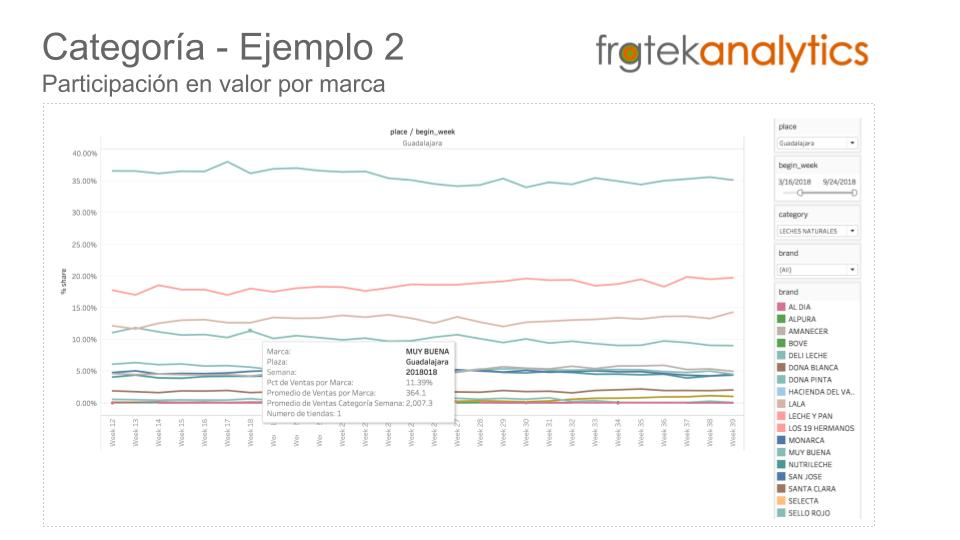 Categoría - Ejemplo 2
Participación en valor por marca
frogtekanalytics
place / begin_week
Guadalajara
40.00%
35.00%
30.00%
25.00%
20.00%
15.00%
10.00%
5.00%
0.00%
% share
Marca: MUY BUENA
Plaza: Guadalajara
Semana: 2018018
Pct de Ventas por Marca: 11.39%
Promedio de Ventas por Marca: 364.1
Promedio de Ventas Categoría Semana: 2,007.3
Numero de tiendas: 1
Week 12
Week 13
Week 14
Week 15
Week 16
Week 17
Week 18
Week 27
Week 28
Week 29
Week 30
Week 31
Week 32
Week 33
Week 34
Week 35
Week 36
Week 37
Week 38
Week 39
place
Guadalajara
begin_week
3/16/2018 9/24/2018
category
LECHES NATURALES
brand
(All)
brand
AL DIA
ALPURA
AMANECER
BOVE
DELI LECHE
DONA BLANCA
DONA PINTA
HACIENDA DEL VA..
LALA
LECHE Y PAN
LOS 19 HERMANOS
MONARCA
MUY BUENA
NUTRILECHE
SAN JOSE
SANTA CLARA
SELECTA
SELLO ROJO